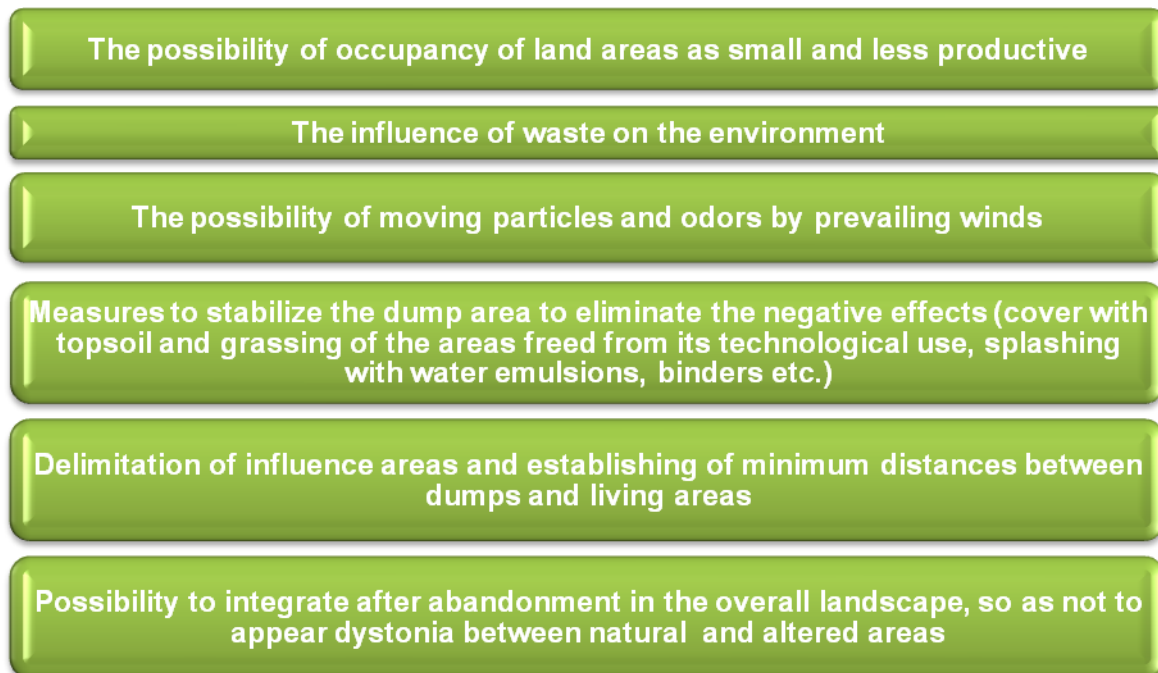 The possibility of occupancy of land areas as small and less productive
The influence of waste on the environment
The possibility of moving particles and odors by prevailing winds
Measures to stabilize the dump area to eliminate the negative effects (cover with
topsoil and grassing of the areas freed from its technological use, splashing
with water emulsions, binders etc.)
Delimitation of influence areas and establishing of minimum distances between
dumps and living areas
Possibility to integrate after abandonment in the overall landscape, so as not to
appear dystonia between natural and altered areas